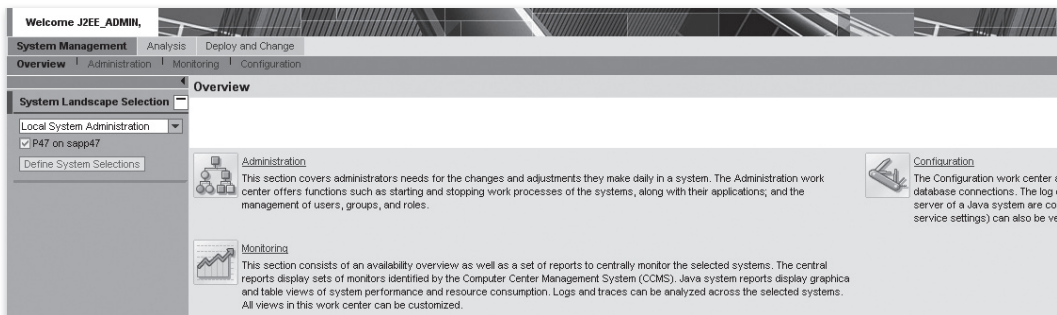 Welcome J2EE_ADMIN,
System Management Analysis Deploy and Change
Overview Administration Monitoring Configuration
Overview
System Landscape Selection
Local System Administration
P47 on sapp47
Define System Selections
Administration
This section covers administrators needs for the changes and adjustments they make daily in a system. The Administration work
center offers functions such as starting and stopping work processes of the systems, along with their applications; and the
management of users, groups, and roles.
Configuration
The Configuration work center
database connections. The log
server of a Java system are co
service settings) can also be ve
Monitoring
This section consists of an availability overview as well as a set of reports to centrally monitor the selected systems. The central
reports display sets of monitors identified by the Computer Center Management System (CCMS). Java system reports display graphica
and table views of system performance and resource consumption. Logs and traces can be analyzed across the selected systems.
All views in this work center can be customized.